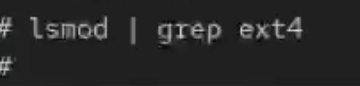 # lsmod | grep ext4
#